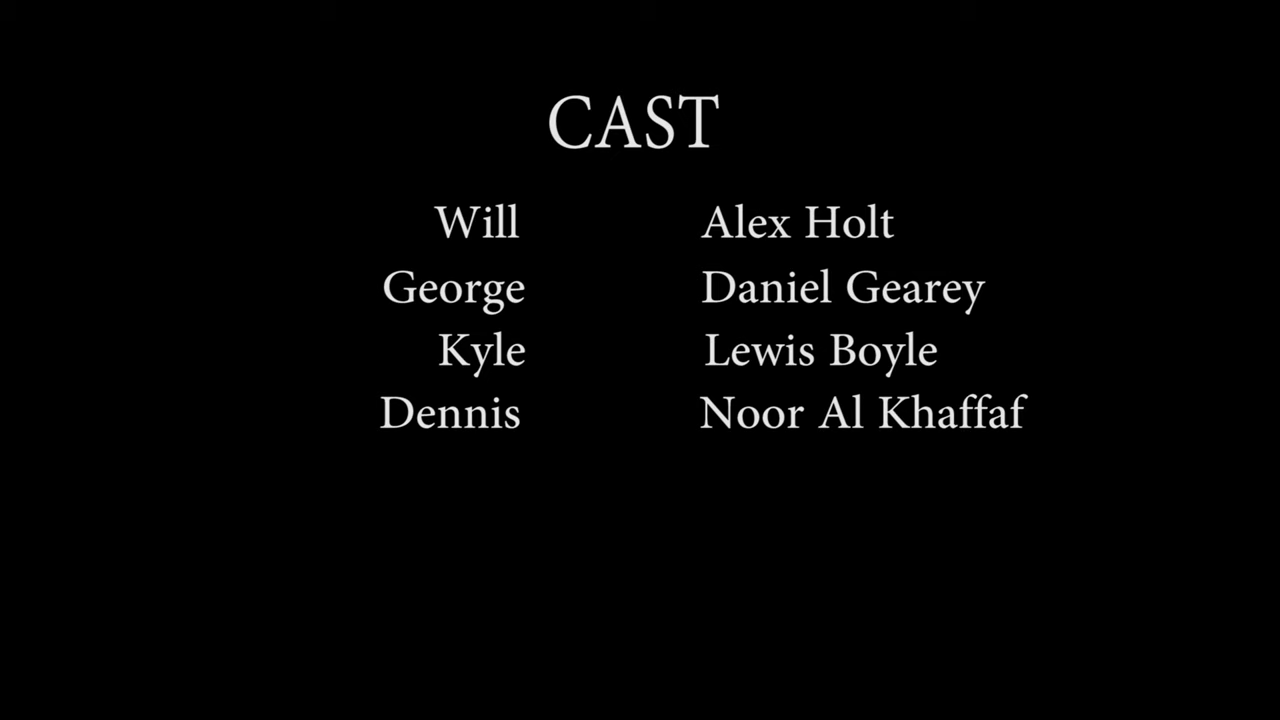 CAST
Will Alex Holt
George Daniel Gearey
Kyle Lewis Boyle
Dennis Noor Al Khaffaf